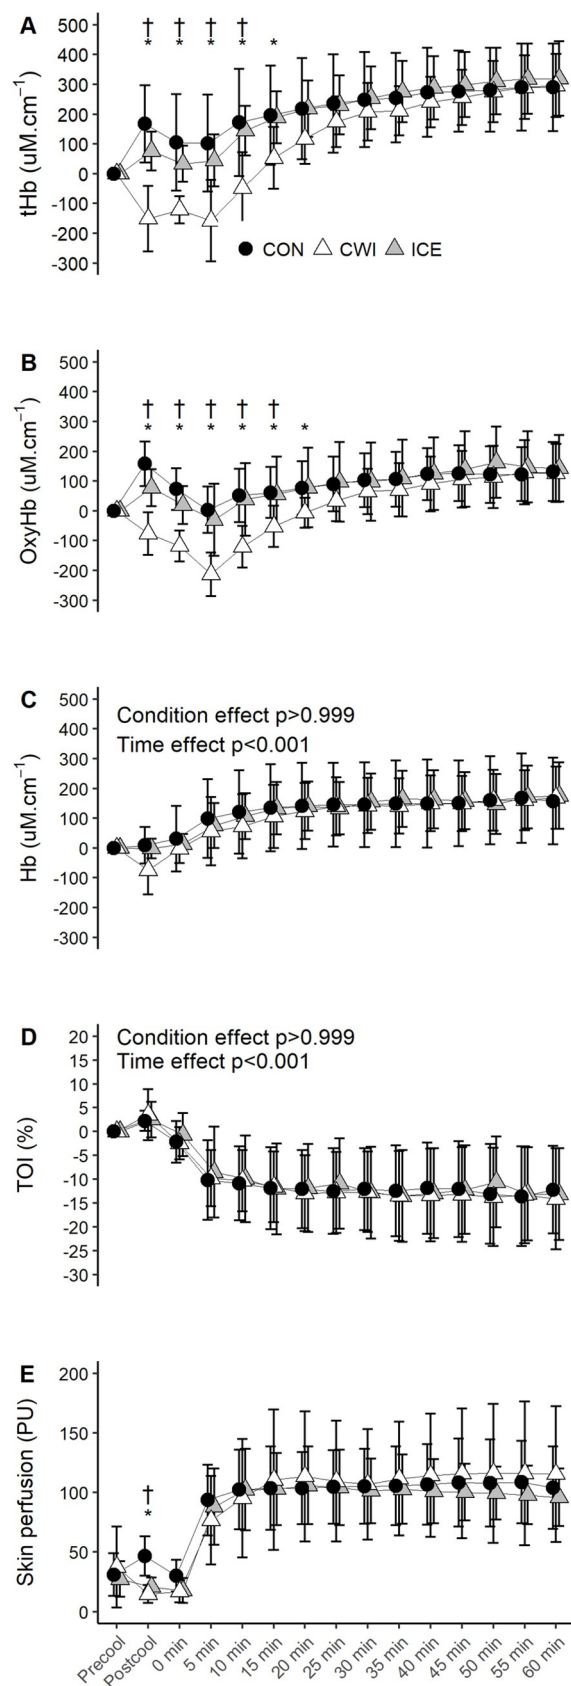 A
500
† † † †
* * * * *
400
300
200
100
0
-100
-200
-300
tHb (uM.cm⁻¹)
CON CWI ICE
B
500
400
† † † † †
* * * * * *
300
200
100
0
-100
-200
-300
OxyHb (uM.cm⁻¹)
C
500
Condition effect p>0.999
400
Time effect p<0.001
300
200
100
0
-100
-200
-300
Hb (uM.cm⁻¹)
D
20
Condition effect p>0.999
15
Time effect p<0.001
10
5
0
-5
-10
-15
-20
-25
-30
TOI (%)
E
200
150
100
†
*
50
0
Skin perfusion (PU)
Precool
Postcool
0 min
5 min
10 min
15 min
20 min
25 min
30 min
35 min
40 min
45 min
50 min
55 min
60 min